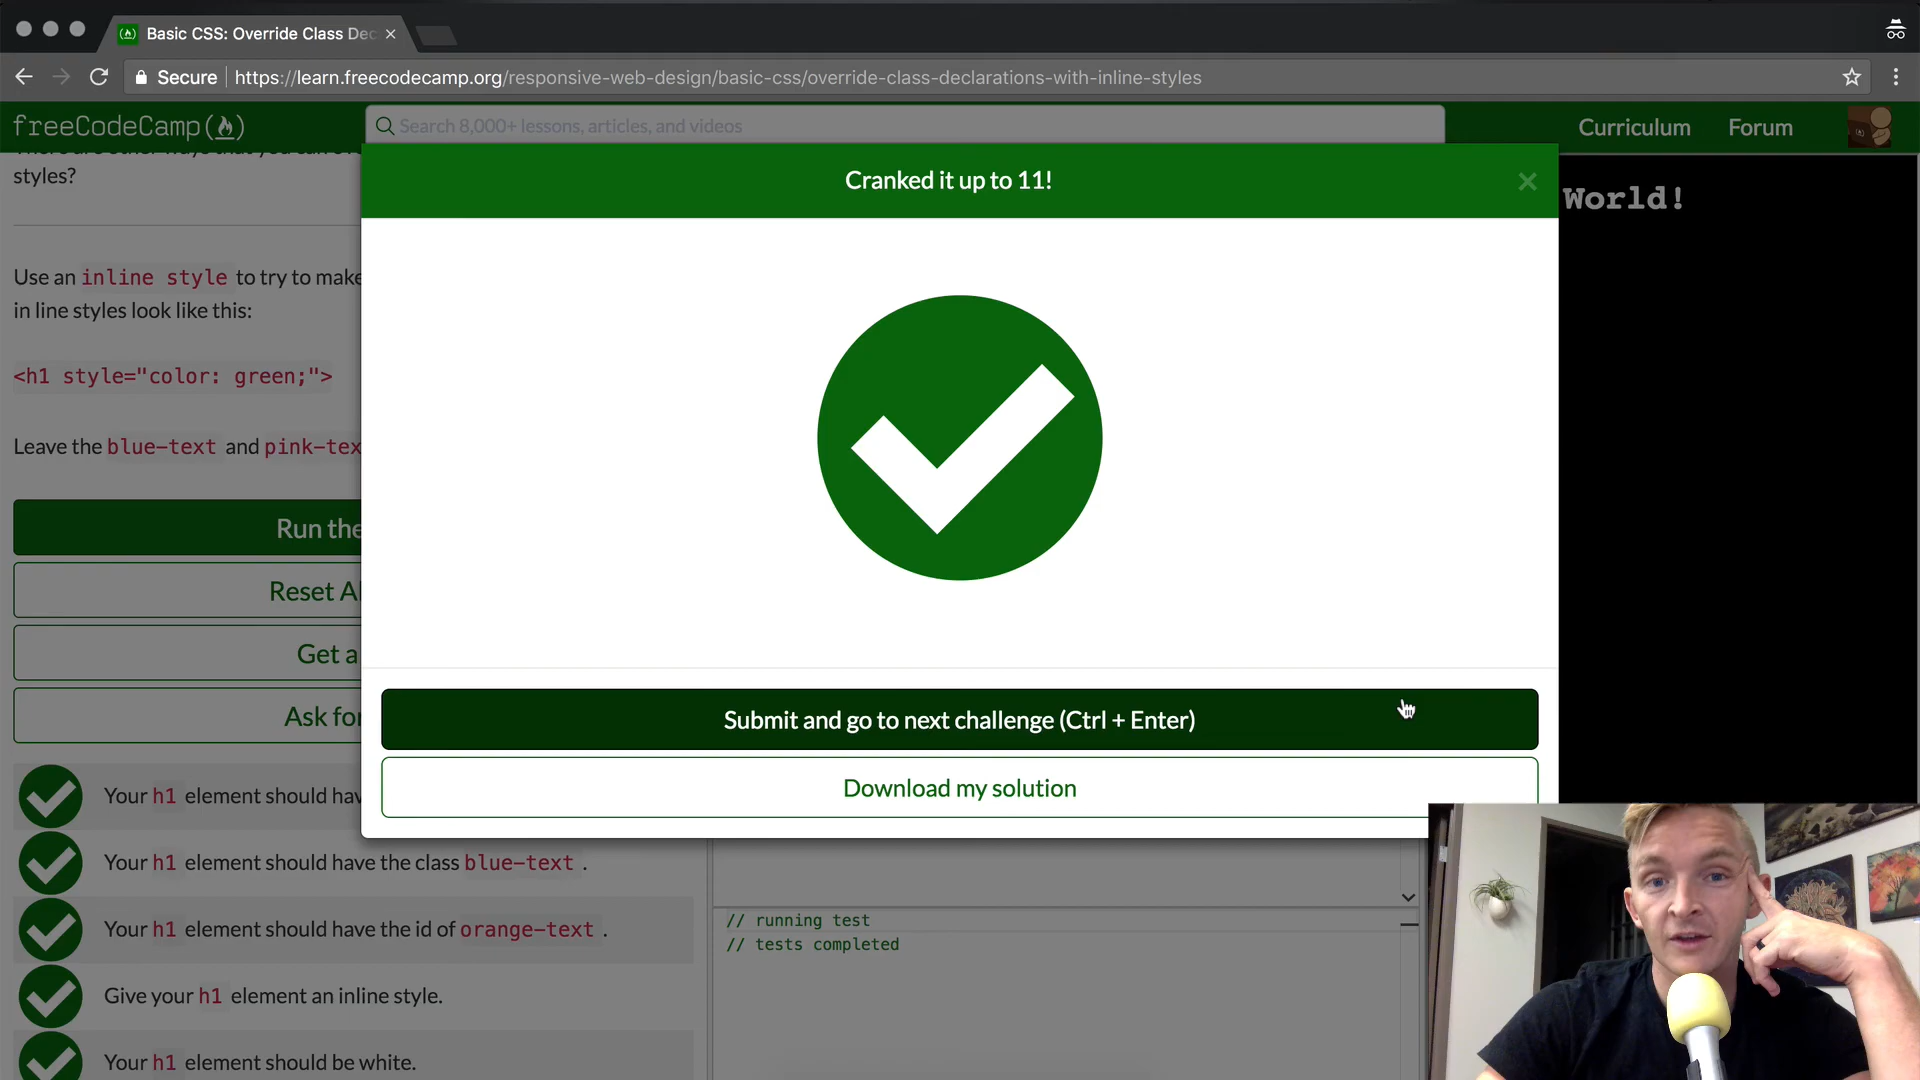 Basic CSS: Override Class Dec
Secure https://learn.freecodecamp.org/responsive-web-design/basic-css/override-class-declarations-with-inline-styles
freeCodeCamp
Search 8,000+ lessons, articles, and videos
Curriculum
Forum
styles?
Use an inline style to try to make
in line styles look like this:
<h1 style="color: green;">
Leave the blue-text and pink-tex
Run the
Reset Al
Get a
Ask for
Your h1 element should hav
Your h1 element should have the class blue-text .
Your h1 element should have the id of orange-text .
Give your h1 element an inline style.
Your h1 element should be white.
Cranked it up to 11!
Submit and go to next challenge (Ctrl + Enter)
Download my solution
// running test
// tests completed
World!